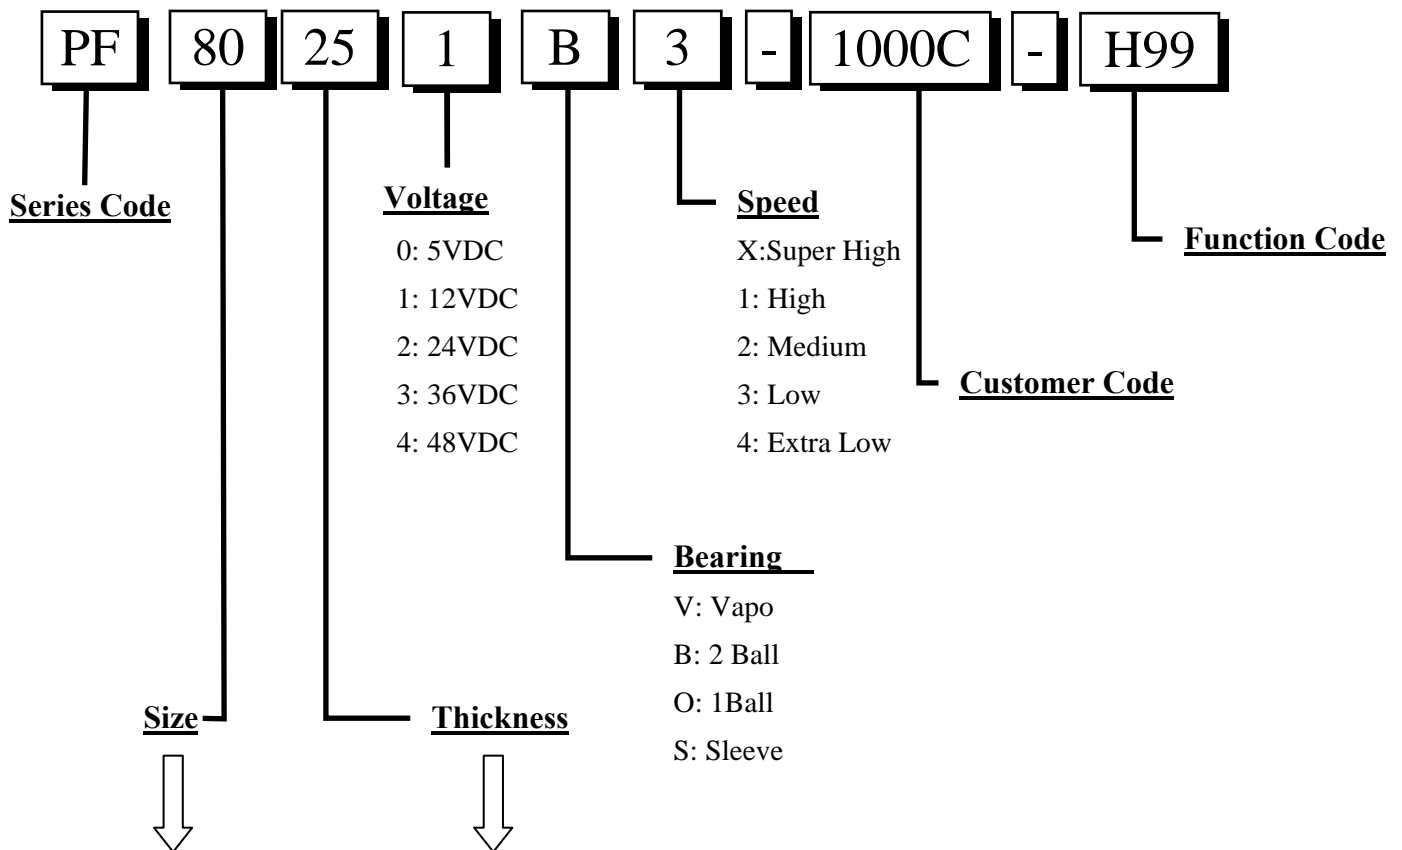 PF 80 25 1 B 3 - 1000C - H99
Series Code
Voltage
0: 5VDC
1: 12VDC
2: 24VDC
3: 36VDC
4: 48VDC
Speed
X:Super High
1: High
2: Medium
3: Low
4: Extra Low
Function Code
Customer Code
Bearing
V: Vapo
B: 2 Ball
O: 1Ball
S: Sleeve
Size
Thickness